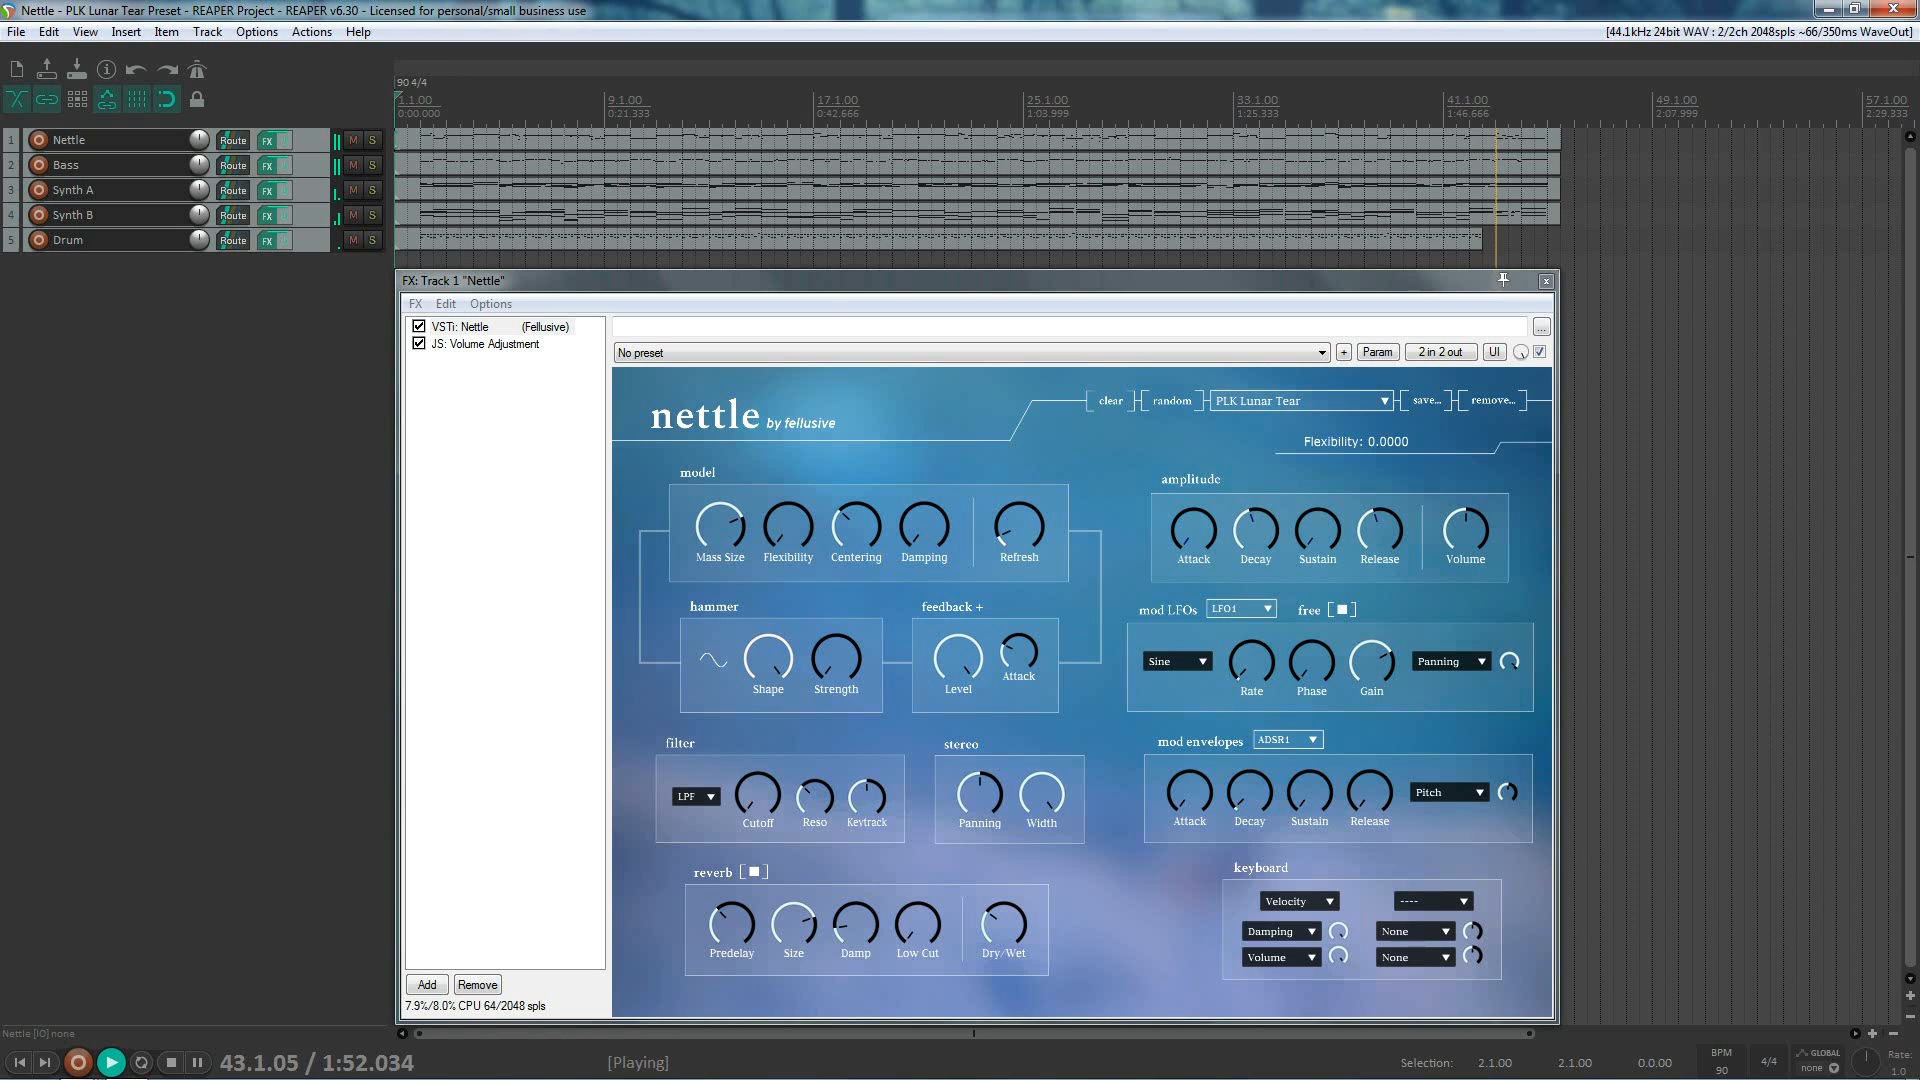 Nettle - PLK Lunar Tear Preset - REAPER Project - REAPER v6.30 - Licensed for personal/small business use
File Edit View Insert Item Track Options Actions Help
[44.1kHz 24bit WAV : 2/2ch 2048spls ~66/350ms WaveOut]
90 4/4
1.1.00 9.1.00 17.1.00 25.1.00 33.1.00 41.1.00 49.1.00 57.1.00
0:00.000 0:21.333 0:42.666 1:03.999 1:25.333 1:46.666 2:07.999 2:29.333
1 Nettle Route FX M S
2 Bass Route FX M S
3 Synth A Route FX M S
4 Synth B Route FX M S
5 Drum Route FX M S
FX: Track 1 "Nettle"
FX Edit Options
VSTi: Nettle (Fellusive)
JS: Volume Adjustment
...
No preset + Param 2 in 2 out UI
nettle by fellusive
clear random PLK Lunar Tear save... remove...
Flexibility: 0.0000
model
Mass Size Flexibility Centering Damping Refresh
amplitude
Attack Decay Sustain Release Volume
hammer
Shape Strength
feedback +
Level Attack
mod LFOs LFO1 free
Sine Rate Phase Gain Panning
filter
LPF Cutoff Reso Keytrack
stereo
Panning Width
mod envelopes ADSR1
Attack Decay Sustain Release Pitch
reverb
Predelay Size Damp Low Cut Dry/Wet
keyboard
Velocity ----
Damping None
Volume None
Add Remove
7.9%/8.0% CPU 64/2048 spls
Nettle [IO] none
43.1.05 / 1:52.034
[Playing]
Selection: 2.1.00 2.1.00 0.0.00
BPM
90
4/4
GLOBAL
none
Rate:
1.0